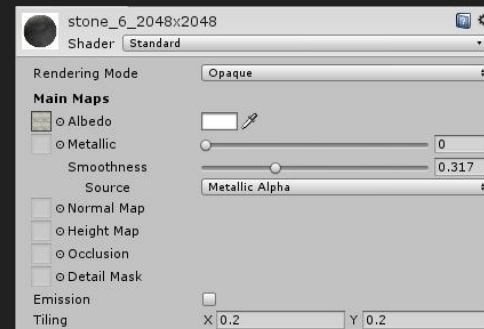 stone_6_2048x2048
Shader Standard
Rendering Mode Opaque
Main Maps
Albedo
Metallic 0
Smoothness 0.317
Source Metallic Alpha
Normal Map
Height Map
Occlusion
Detail Mask
Emission
Tiling X 0.2 Y 0.2